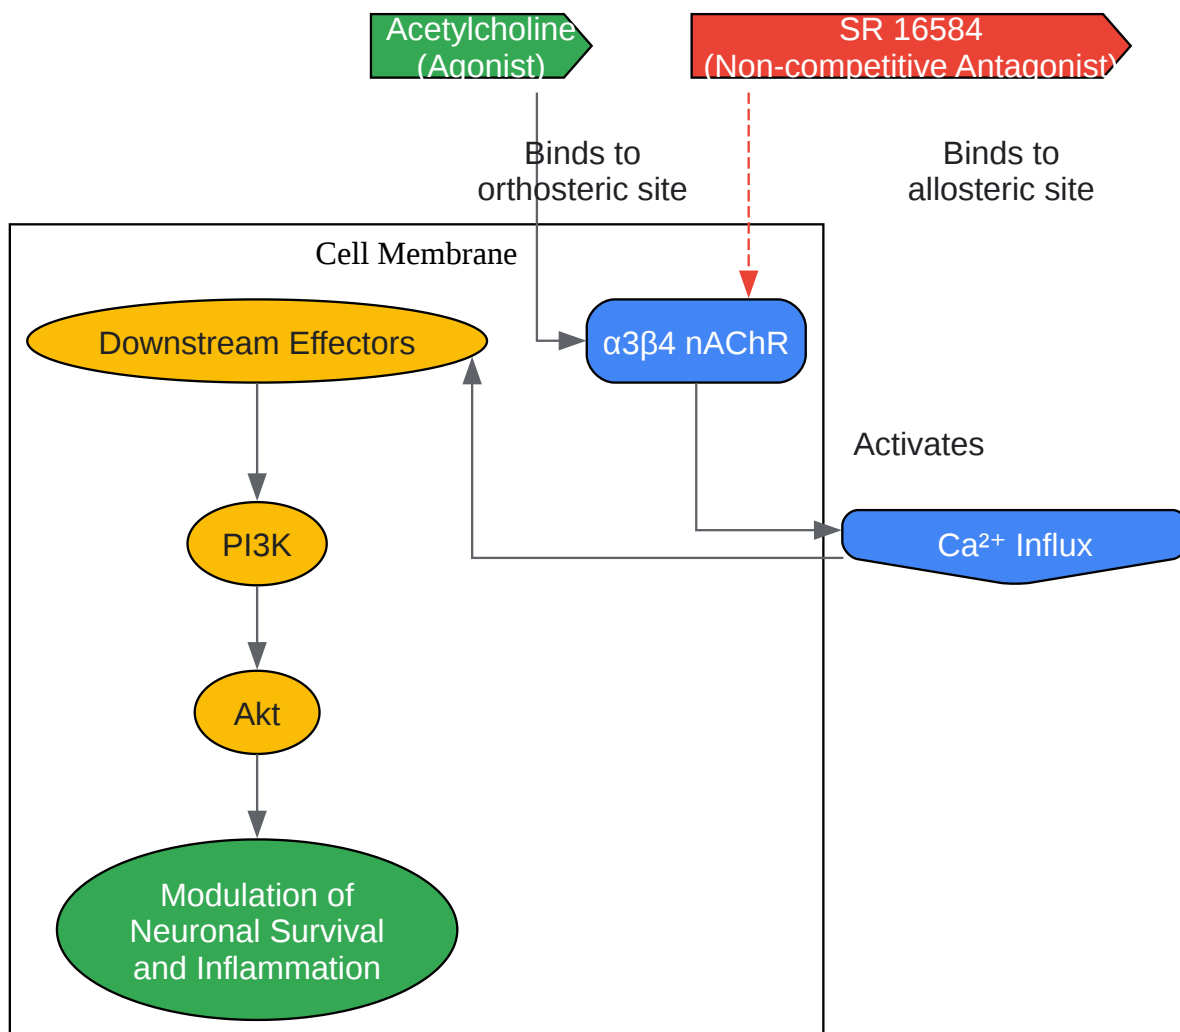 Acetylcholine
(Agonist)
SR 16584
(Non-competitive Antagonist)
Binds to
orthosteric site
Binds to
allosteric site
Cell Membrane
Downstream Effectors
α3β4 nAChR
Activates
PI3K
Ca²⁺ Influx
Akt
Modulation of
Neuronal Survival
and Inflammation